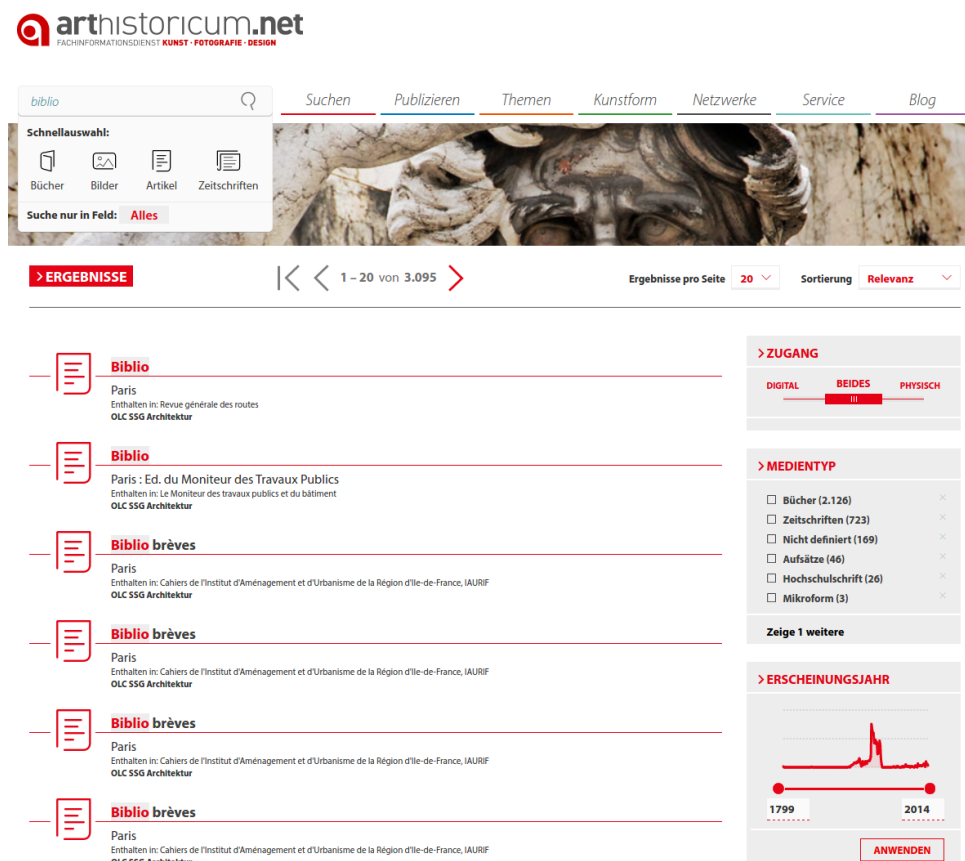 arthistoricum.net
FACHINFORMATIONSDIENST KUNST · FOTOGRAFIE · DESIGN
biblio
Suchen Publizieren Themen Kunstform Netzwerke Service Blog
Schnellauswahl:
Bücher Bilder Artikel Zeitschriften
Suche nur in Feld: Alles
ERGEBNISSE
1 – 20 von 3.095
Ergebnisse pro Seite 20 Sortierung Relevanz
Biblio
Paris
Enthalten in: Revue générale des routes
OLC SSG Architektur
Biblio
Paris : Ed. du Moniteur des Travaux Publics
Enthalten in: Le Moniteur des travaux publics et du bâtiment
OLC SSG Architektur
Biblio brèves
Paris
Enthalten in: Cahiers de l'Institut d'Aménagement et d'Urbanisme de la Région d'Ile-de-France, IAURIF
OLC SSG Architektur
Biblio brèves
Paris
Enthalten in: Cahiers de l'Institut d'Aménagement et d'Urbanisme de la Région d'Ile-de-France, IAURIF
OLC SSG Architektur
Biblio brèves
Paris
Enthalten in: Cahiers de l'Institut d'Aménagement et d'Urbanisme de la Région d'Ile-de-France, IAURIF
OLC SSG Architektur
Biblio brèves
Paris
Enthalten in: Cahiers de l'Institut d'Aménagement et d'Urbanisme de la Région d'Ile-de-France, IAURIF
OLC SSG Architektur
ZUGANG
DIGITAL BEIDES PHYSISCH
MEDIENTYP
Bücher (2.126)
Zeitschriften (723)
Nicht definiert (169)
Aufsätze (46)
Hochschulschrift (26)
Mikroform (3)
Zeige 1 weitere
ERSCHEINUNGSJAHR
1799 2014
ANWENDEN